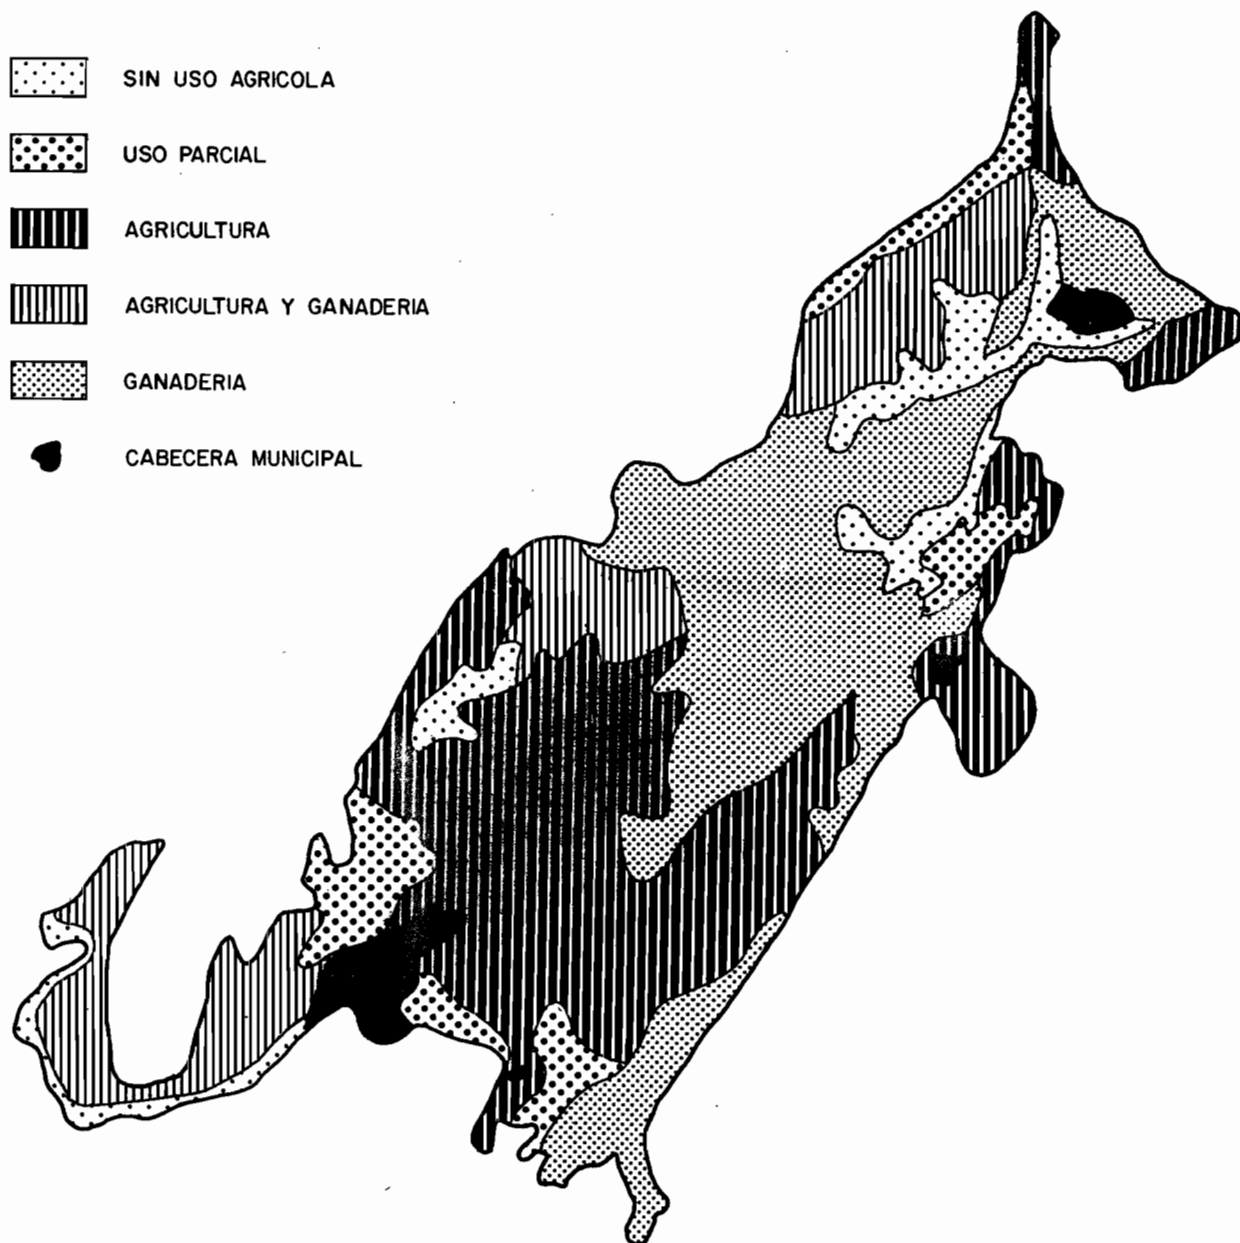 SIN USO AGRICOLA
USO PARCIAL
AGRICULTURA
AGRICULTURA Y GANADERIA
GANADERIA
CABECERA MUNICIPAL